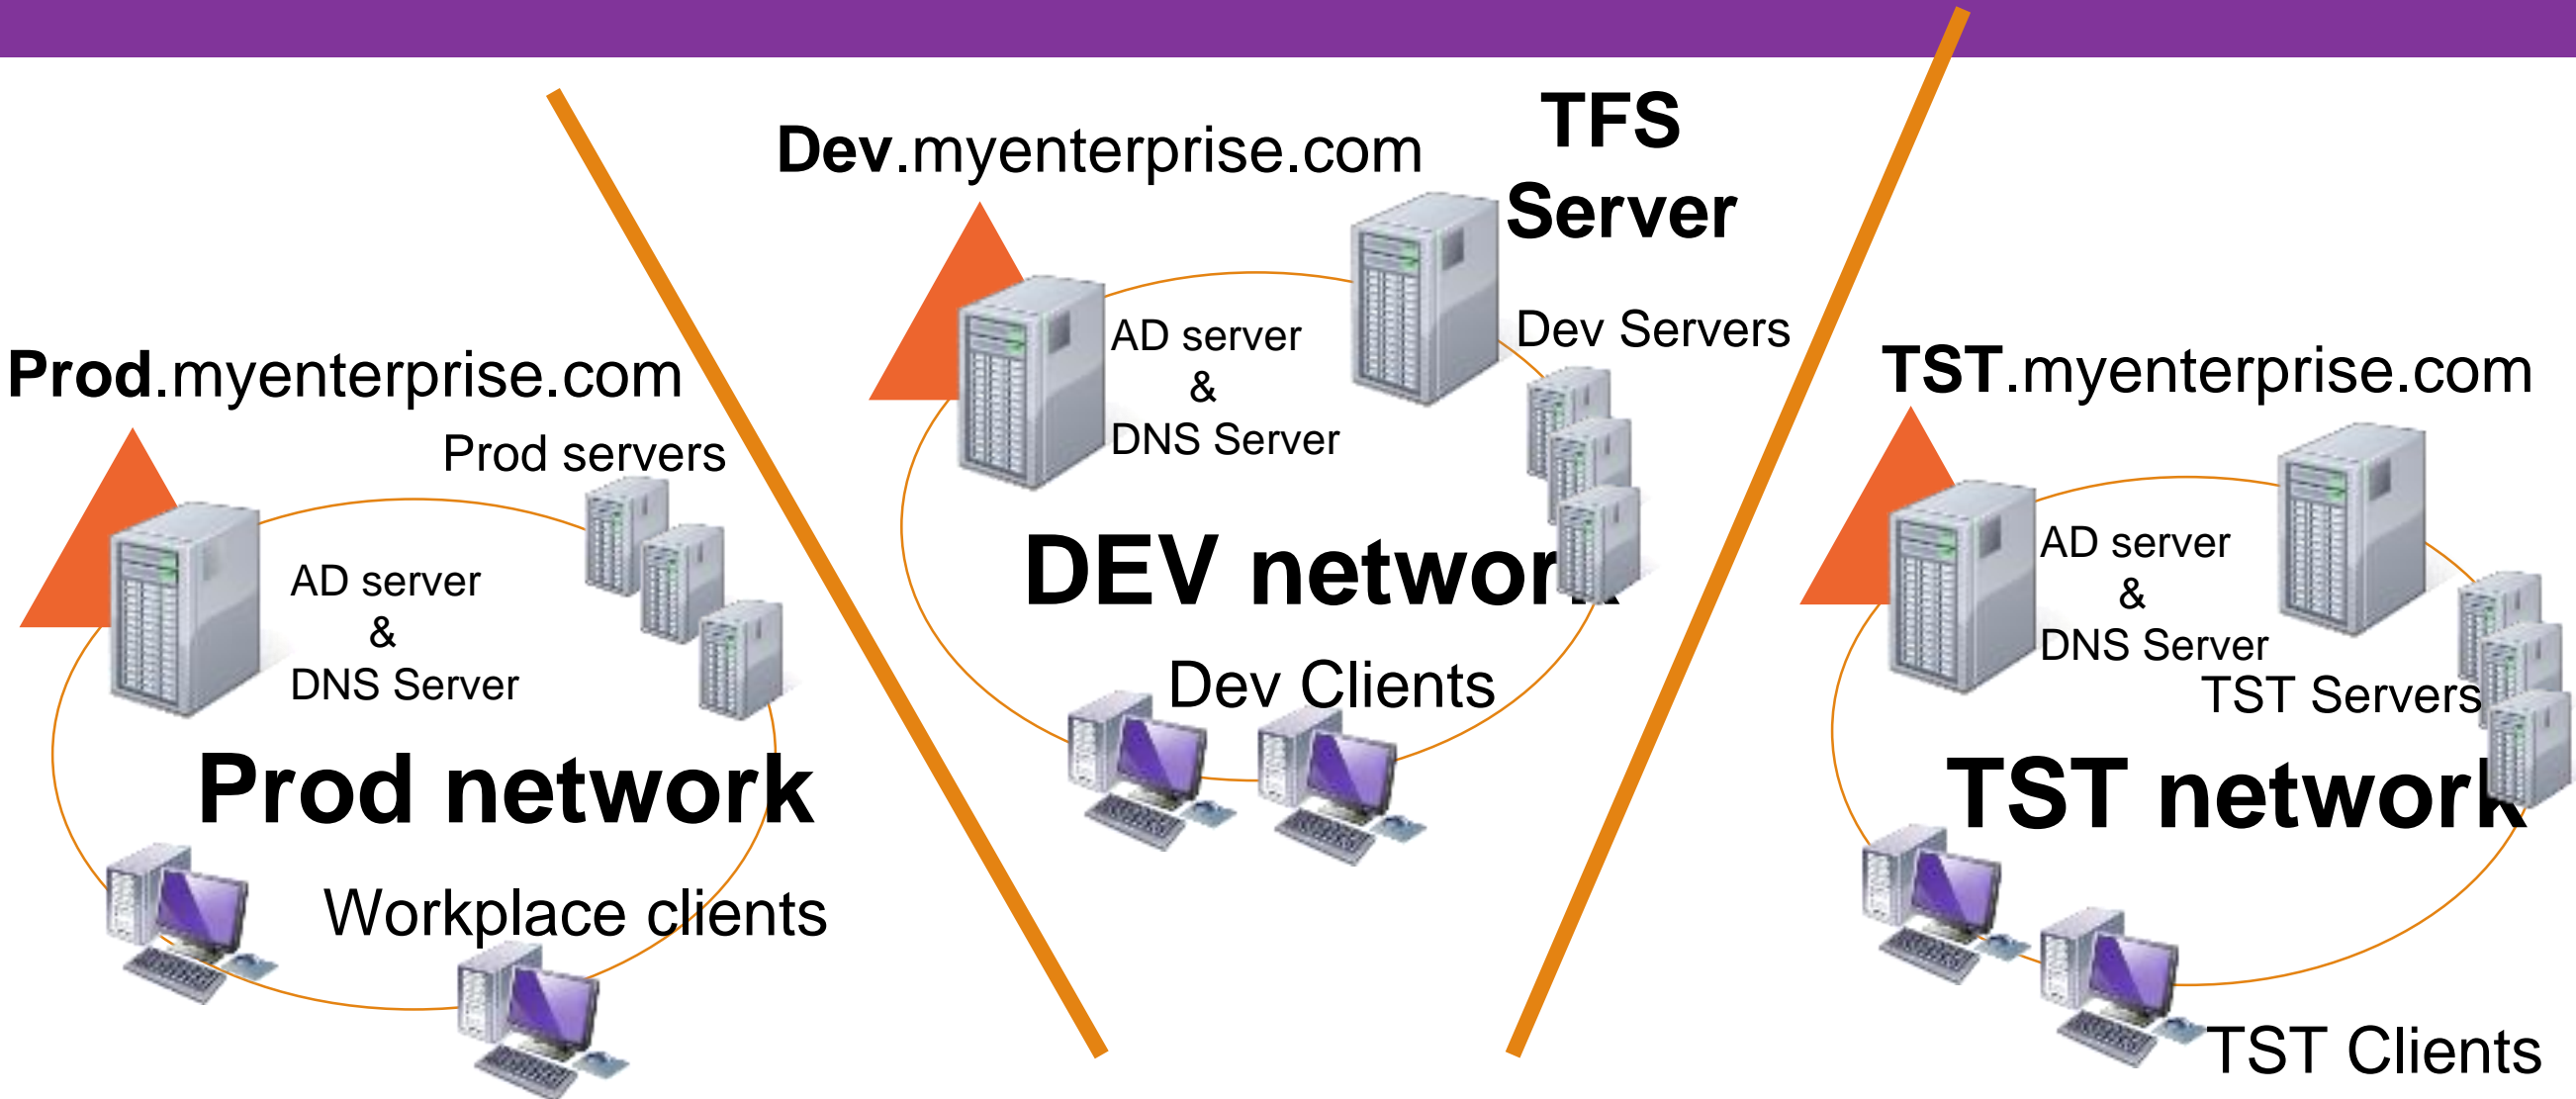 Prod.myenterprise.com
Prod servers
AD server
&
DNS Server
Prod network
Workplace clients
Dev.myenterprise.com
TFS
Server
AD server
&
DNS Server
Dev Servers
DEV network
Dev Clients
TST.myenterprise.com
AD server
&
DNS Server
TST Servers
TST network
TST Clients